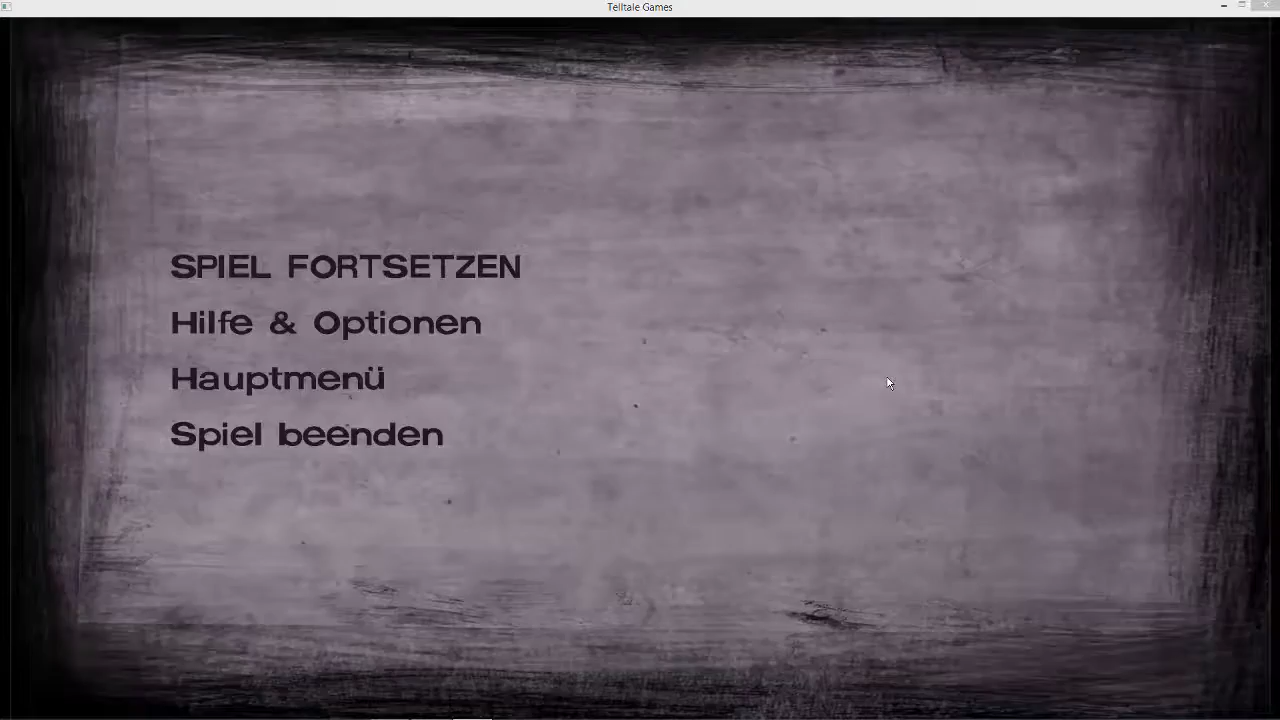 Telltale Games
SPIEL FORTSETZEN
Hilfe & Optionen
Hauptmenü
Spiel beenden